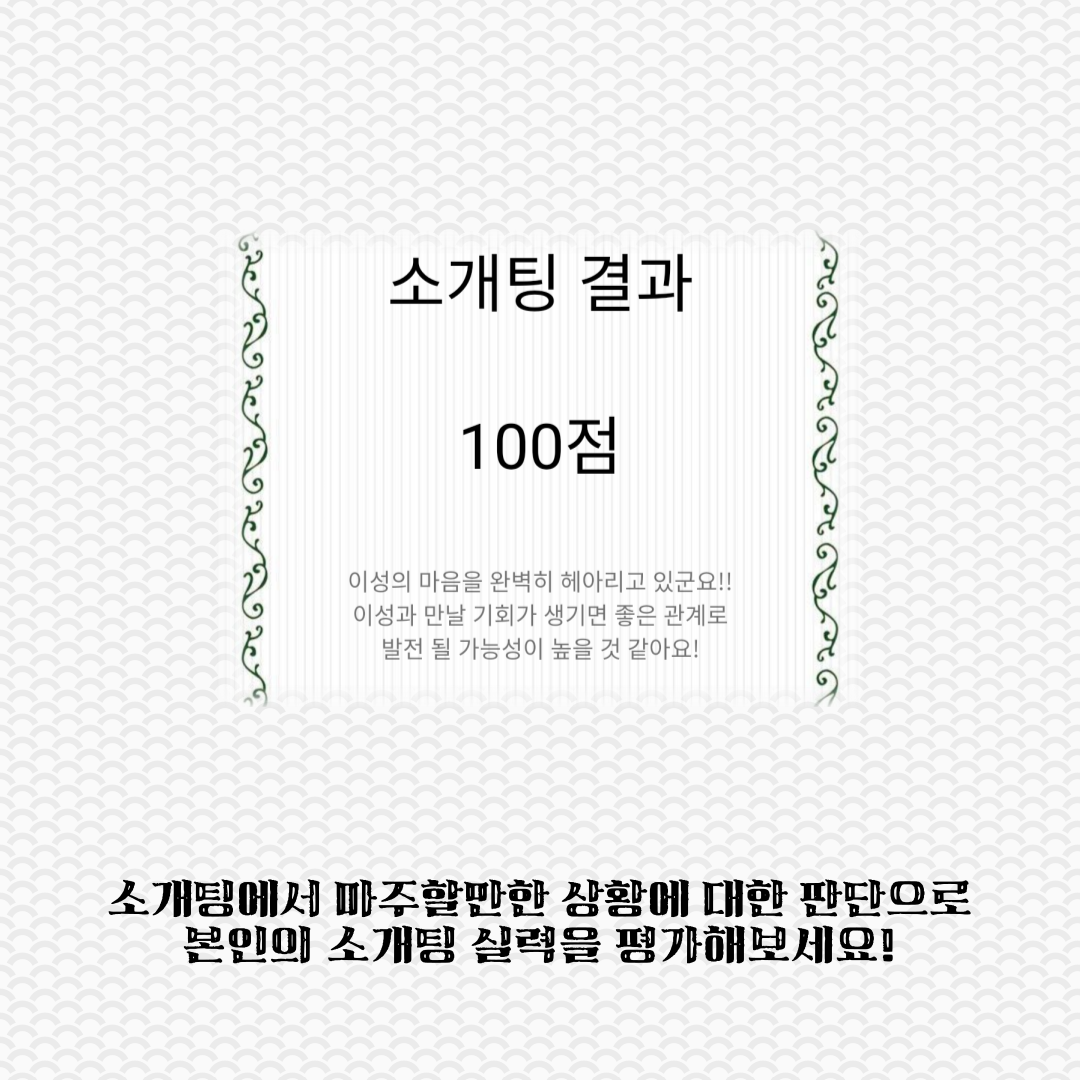 소개팅 결과
100점
이성의 마음을 완벽히 헤아리고 있군요!!
이성과 만날 기회가 생기면 좋은 관계로
발전 될 가능성이 높을 것 같아요!
소개팅에서 마주할만한 상황에 대한 판단으로
본인의 소개팅 실력을 평가해보세요!